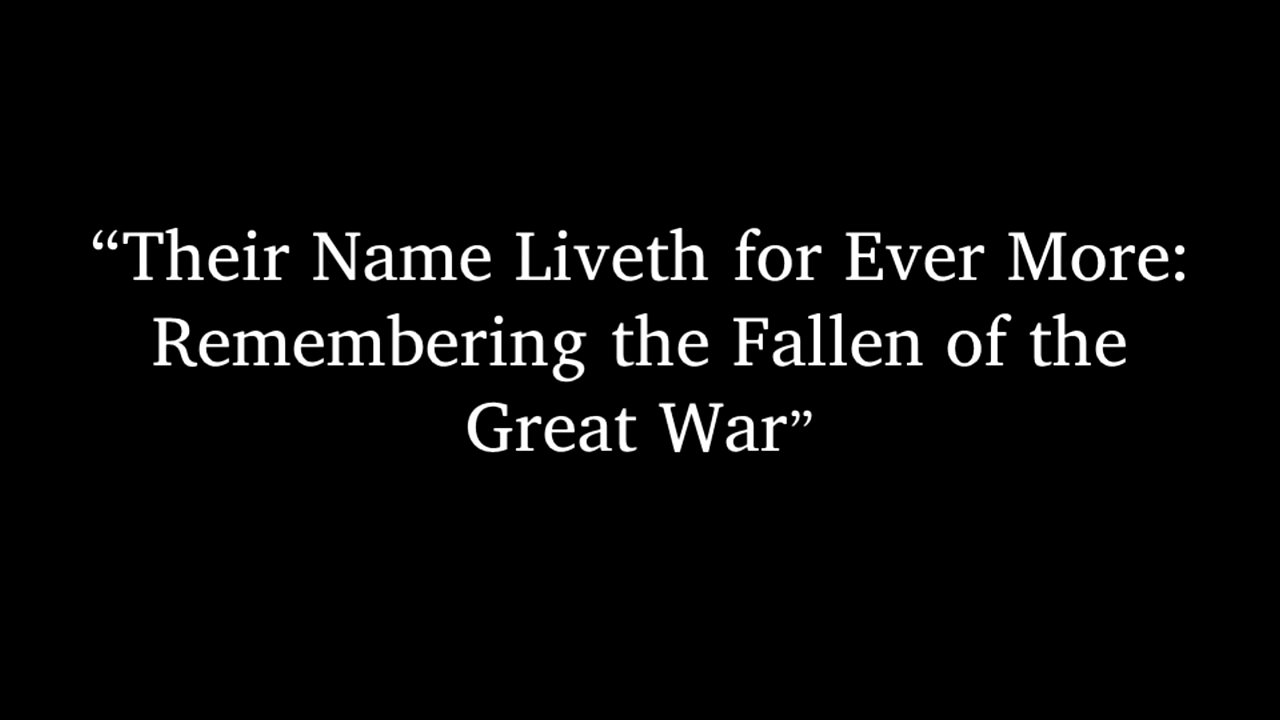 “Their Name Liveth for Ever More:
Remembering the Fallen of the
Great War”